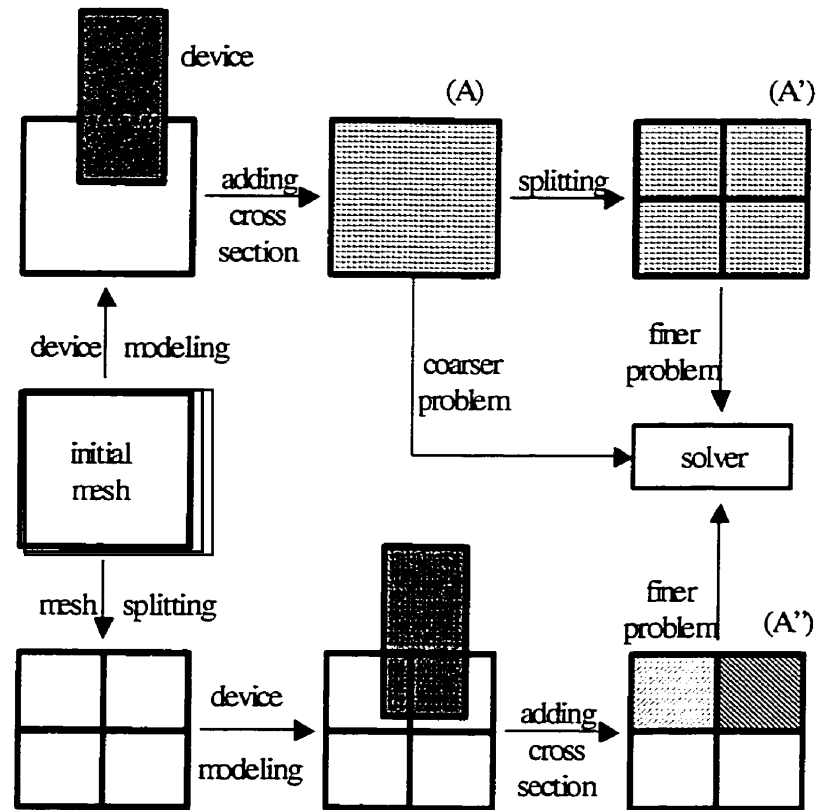 device
(A)
(A')
adding
cross
section
splitting
device modeling
coarser
problem
finer
problem
initial
mesh
solver
mesh splitting
finer
problem
(A'')
device
modeling
adding
cross
section